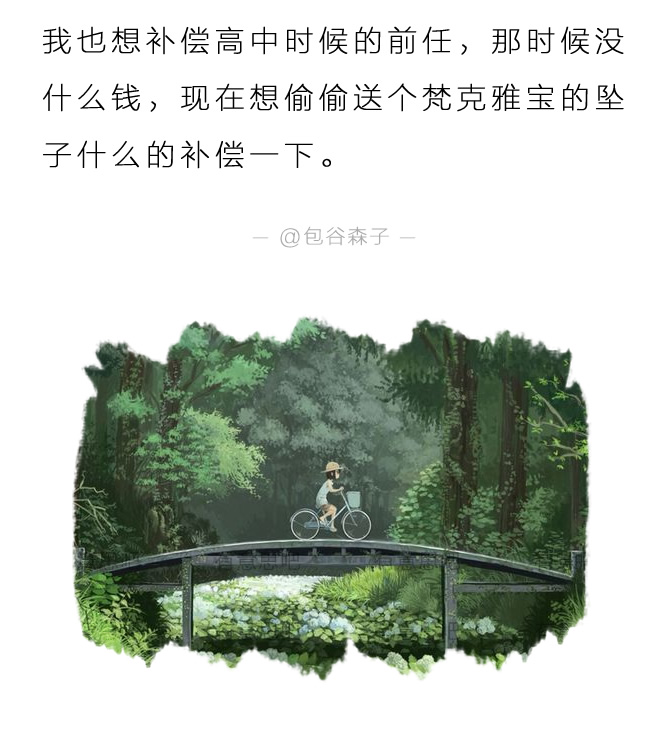 我也想补偿高中时候的前任，那时候没
什么钱，现在想偷偷送个梵克雅宝的坠
子什么的补偿一下。
— @包谷森子 —